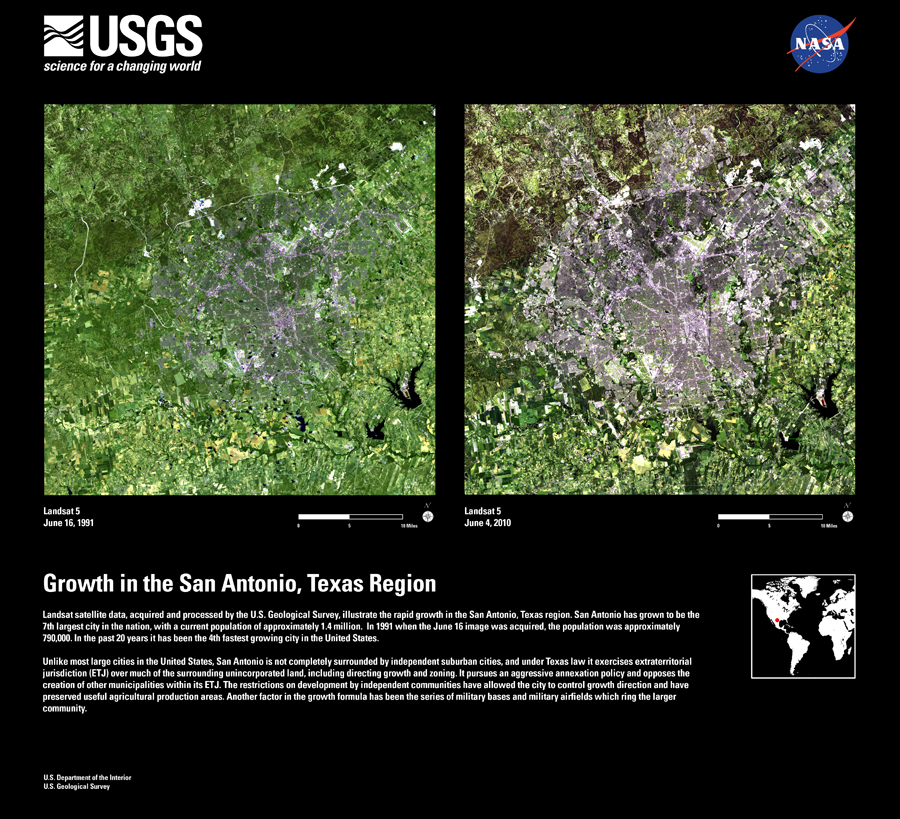 USGS
science for a changing world
NASA
Landsat 5
June 16, 1991
N
0 5 10 Miles
Landsat 5
June 4, 2010
N
0 5 10 Miles
Growth in the San Antonio, Texas Region
Landsat satellite data, acquired and processed by the U.S. Geological Survey, illustrate the rapid growth in the San Antonio, Texas region. San Antonio has grown to be the
7th largest city in the nation, with a current population of approximately 1.4 million. In 1991 when the June 16 image was acquired, the population was approximately
790,000. In the past 20 years it has been the 4th fastest growing city in the United States.
Unlike most large cities in the United States, San Antonio is not completely surrounded by independent suburban cities, and under Texas law it exercises extraterritorial
jurisdiction (ETJ) over much of the surrounding unincorporated land, including directing growth and zoning. It pursues an aggressive annexation policy and opposes the
creation of other municipalities within its ETJ. The restrictions on development by independent communities have allowed the city to control growth direction and have
preserved useful agricultural production areas. Another factor in the growth formula has been the series of military bases and military airfields which ring the larger
community.
U.S. Department of the Interior
U.S. Geological Survey